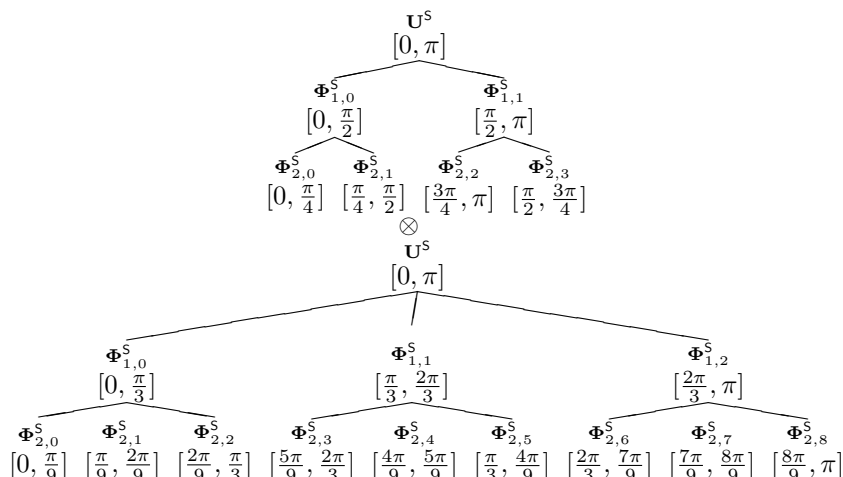 U^S
[0, π]
Φ^S_{1,0} Φ^S_{1,1}
[0, π/2] [π/2, π]
Φ^S_{2,0} Φ^S_{2,1} Φ^S_{2,2} Φ^S_{2,3}
[0, π/4] [π/4, π/2] [3π/4, π] [π/2, 3π/4]
⊗
U^S
[0, π]
Φ^S_{1,0} Φ^S_{1,1} Φ^S_{1,2}
[0, π/3] [π/3, 2π/3] [2π/3, π]
Φ^S_{2,0} Φ^S_{2,1} Φ^S_{2,2} Φ^S_{2,3} Φ^S_{2,4} Φ^S_{2,5} Φ^S_{2,6} Φ^S_{2,7} Φ^S_{2,8}
[0, π/9] [π/9, 2π/9] [2π/9, π/3] [5π/9, 2π/3] [4π/9, 5π/9] [π/3, 4π/9] [2π/3, 7π/9] [7π/9, 8π/9] [8π/9, π]